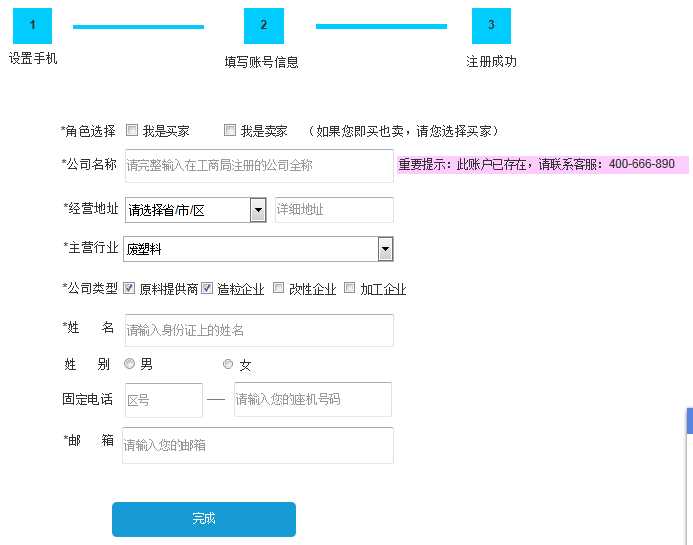 1 2 3
设置手机 填写账号信息 注册成功
*角色选择 我是买家 我是卖家 （如果您即买也卖，请您选择买家）
*公司名称 请完整输入在工商局注册的公司全称 重要提示：此账户已存在，请联系客服：400-666-890
*经营地址 请选择省/市/区 详细地址
*主营行业 废塑料
*公司类型 原料提供商 造粒企业 改性企业 加工企业
*姓 名 请输入身份证上的姓名
姓 别 男 女
固定电话 区号 — 请输入您的座机号码
*邮 箱 请输入您的邮箱
完成